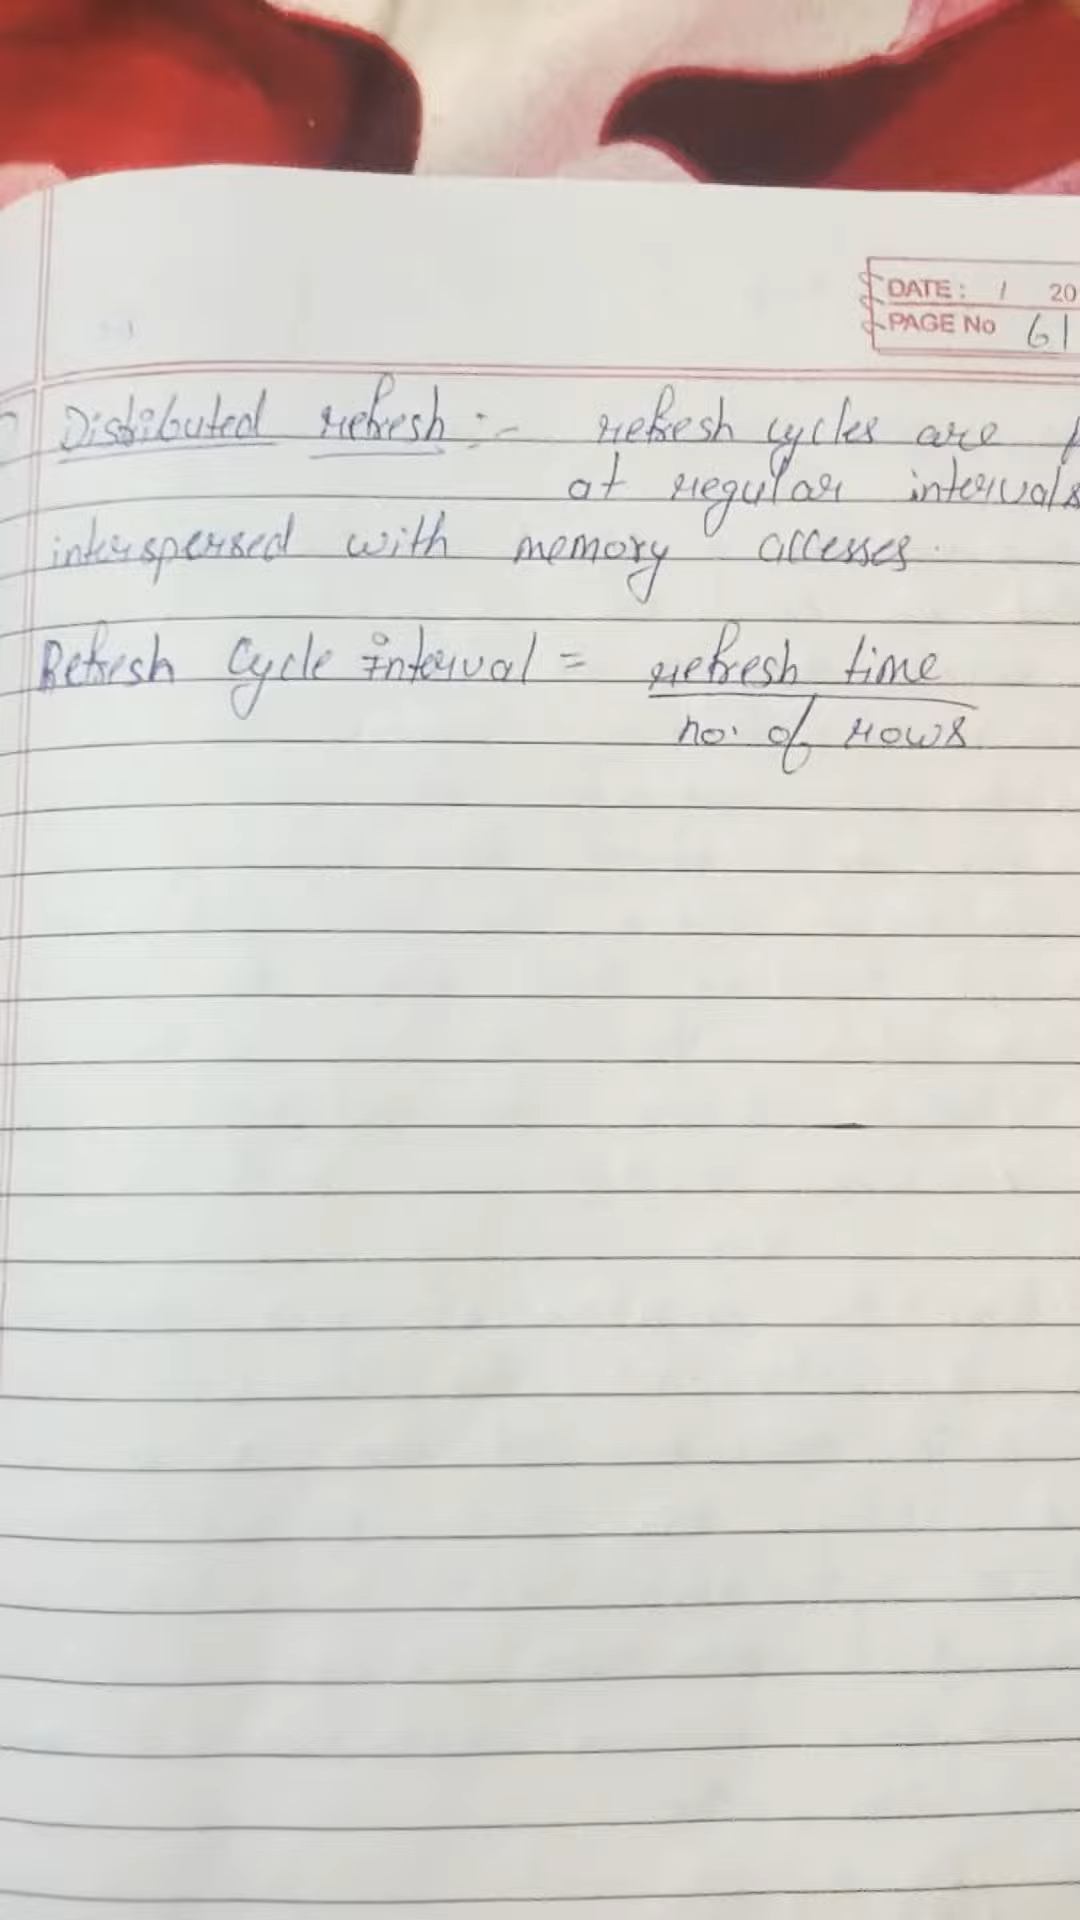 DATE: / 20
PAGE No 61
Distributed refresh :- refresh cycles are
at regular intervals
interspersed with memory accesses.
Refresh Cycle interval = refresh time
no. of rows